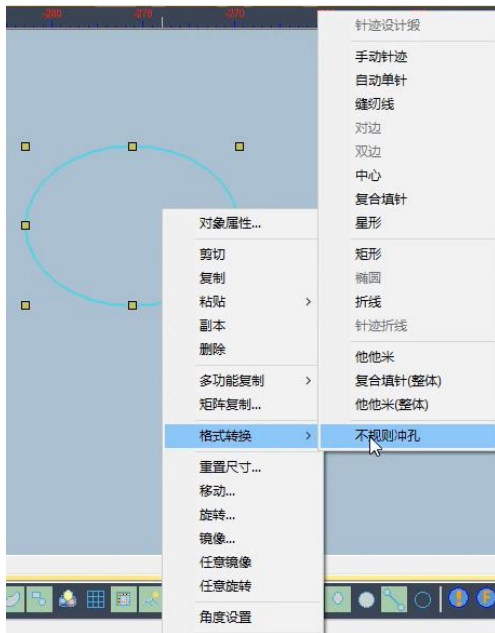 -280
-275
-270
针迹设计缎
手动针迹
自动单针
缝纫线
对边
双边
中心
复合填针
星形
矩形
椭圆
折线
针迹折线
他他米
复合填针(整体)
他他米(整体)
不规则冲孔
对象属性...
剪切
复制
粘贴
副本
删除
多功能复制
矩阵复制...
格式转换
重置尺寸...
移动...
旋转...
镜像...
任意镜像
任意旋转
角度设置